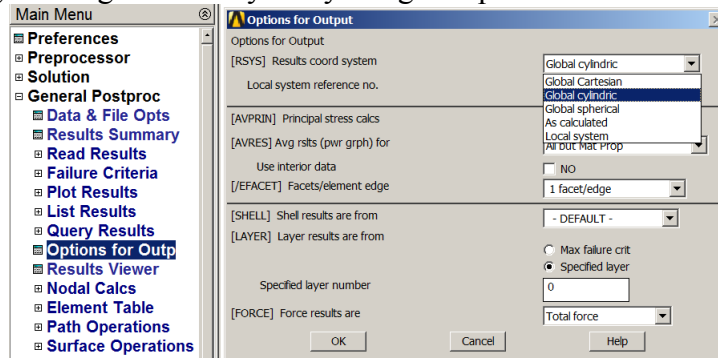 Main Menu
Preferences
Preprocessor
Solution
General Postproc
Data & File Opts
Results Summary
Read Results
Failure Criteria
Plot Results
List Results
Query Results
Options for Outp
Results Viewer
Nodal Calcs
Element Table
Path Operations
Surface Operations
Options for Output
Options for Output
[RSYS] Results coord system
Global cylindric
Global Cartesian
Global cylindric
Global spherical
As calculated
Local system
Local system reference no.
[AVPRIN] Principal stress calcs
[AVRES] Avg rslts (pwr grph) for
All but Mat Prop
Use interior data
NO
[/EFACET] Facets/element edge
1 facet/edge
[SHELL] Shell results are from
- DEFAULT -
[LAYER] Layer results are from
Max failure crit
Specified layer
Specified layer number
0
[FORCE] Force results are
Total force
OK
Cancel
Help